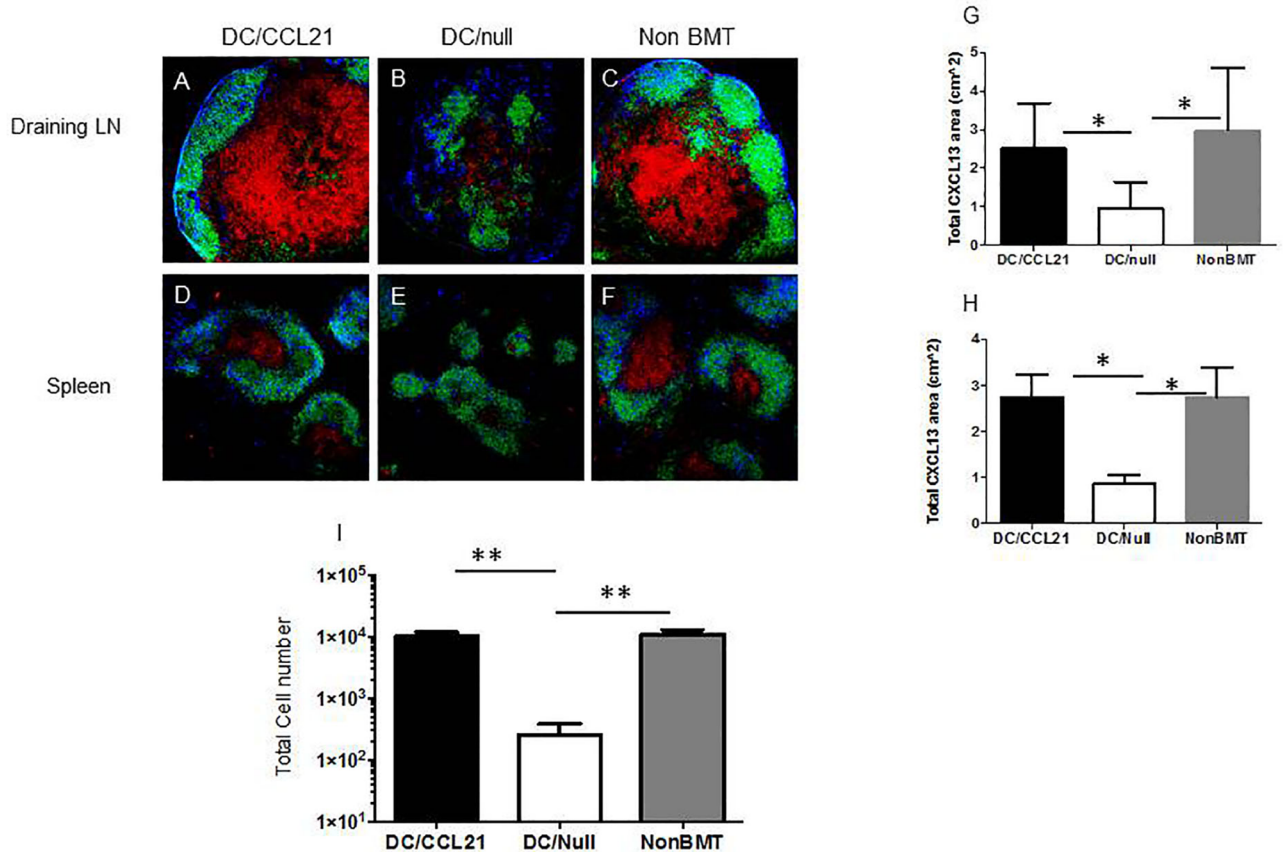 DC/CCL21 DC/null Non BMT
Draining LN
A B C
Spleen
D E F
G
Total CXCL13 area (cm^2)
5
4
3
2
1
0
* *
DC/CCL21 DC/null NonBMT
H
Total CXCL13 area (cm^2)
4
3
2
1
0
* *
DC/CCL21 DC/Null NonBMT
I
Total Cell number
1×10^5
1×10^4
1×10^3
1×10^2
1×10^1
** **
DC/CCL21 DC/Null NonBMT